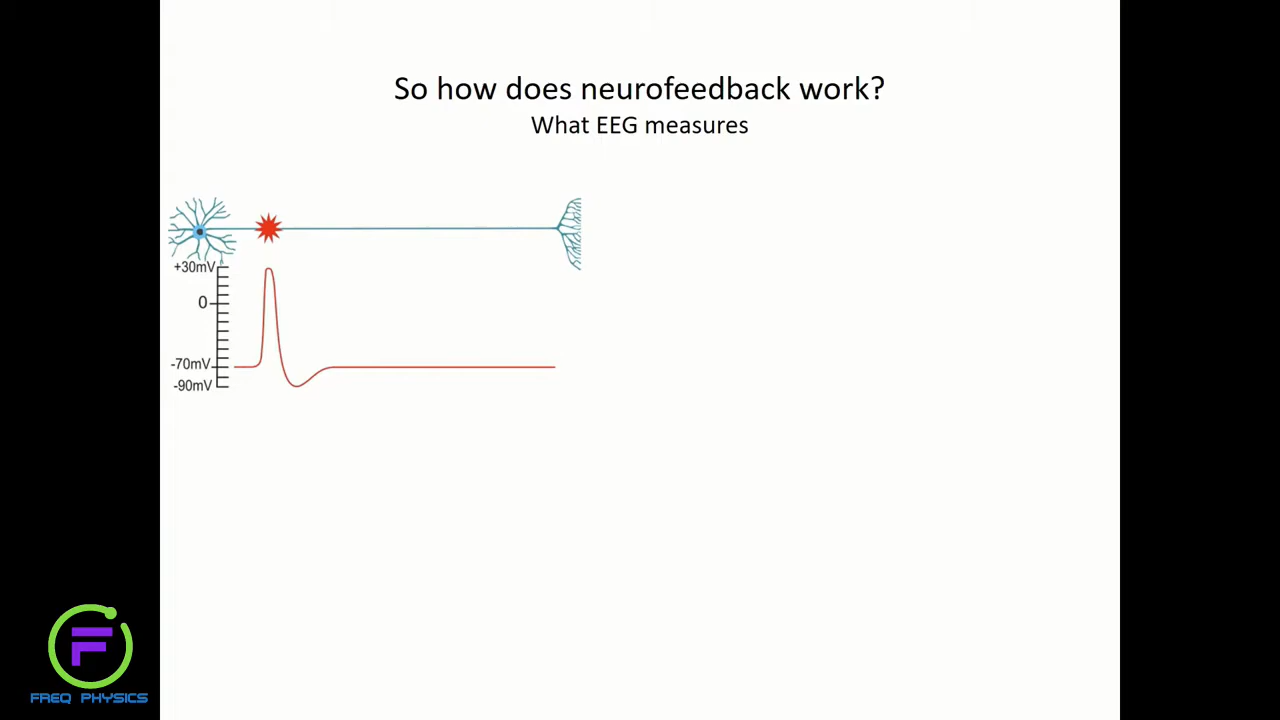 So how does neurofeedback work?
What EEG measures
+30mV
0
-70mV
-90mV
FREQ PHYSICS